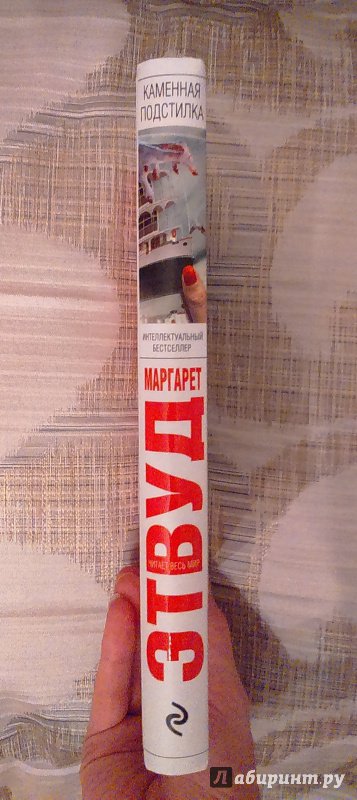 КАМЕННАЯ
ПОДСТИЛКА
ИНТЕЛЛЕКТУАЛЬНЫЙ
БЕСТСЕЛЛЕР
МАРГАРЕТ
ЭТВУД
ЧИТАЕТ ВЕСЬ МИР
Лабиринт.ру